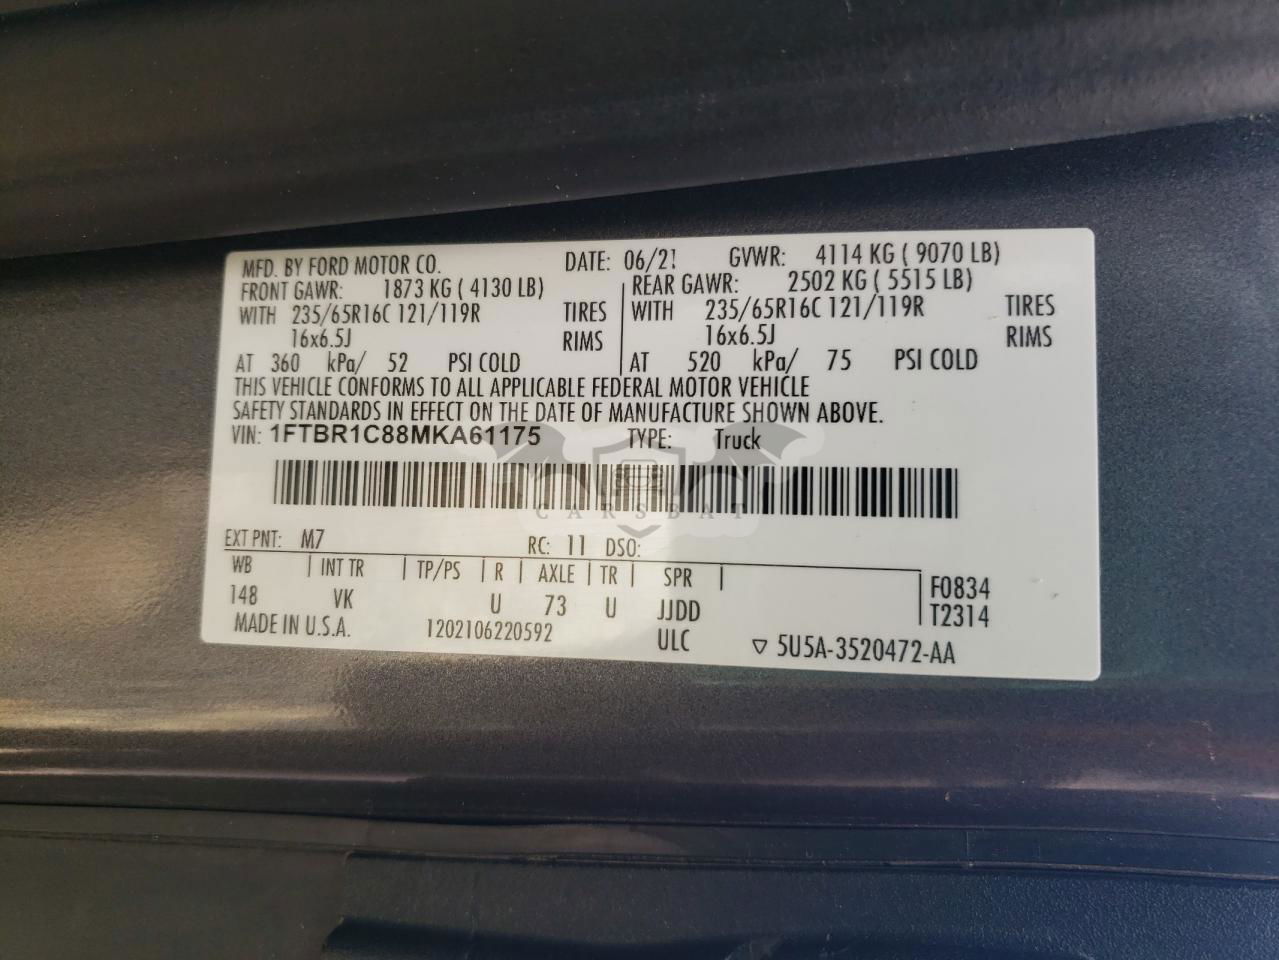 MFD. BY FORD MOTOR CO. DATE: 06/21 GVWR: 4114 KG ( 9070 LB)
FRONT GAWR: 1873 KG ( 4130 LB) REAR GAWR: 2502 KG ( 5515 LB)
WITH 235/65R16C 121/119R TIRES WITH 235/65R16C 121/119R TIRES
16x6.5J RIMS 16x6.5J RIMS
AT 360 kPa/ 52 PSI COLD AT 520 kPa/ 75 PSI COLD
THIS VEHICLE CONFORMS TO ALL APPLICABLE FEDERAL MOTOR VEHICLE
SAFETY STANDARDS IN EFFECT ON THE DATE OF MANUFACTURE SHOWN ABOVE.
VIN: 1FTBR1C88MKA61175 TYPE: Truck
CARSBAT
EXT PNT: M7 RC: 11 DSO:
WB INT TR TP/PS R AXLE TR SPR F0834
148 VK U 73 U JJDD T2314
MADE IN U.S.A. 1202106220592 ULC ▽ 5U5A-3520472-AA